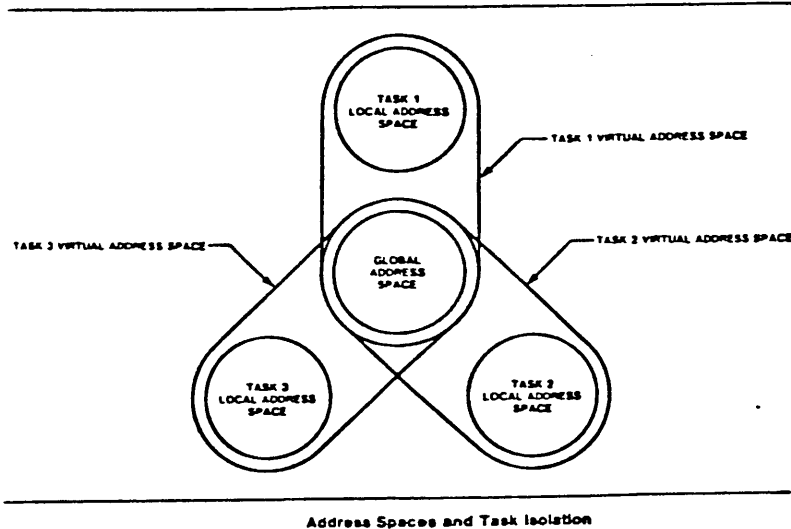 TASK 1
LOCAL ADDRESS
SPACE
TASK 1 VIRTUAL ADDRESS SPACE
TASK 3 VIRTUAL ADDRESS SPACE
GLOBAL
ADDRESS
SPACE
TASK 2 VIRTUAL ADDRESS SPACE
TASK 3
LOCAL ADDRESS
SPACE
TASK 2
LOCAL ADDRESS
SPACE
Address Spaces and Task Isolation